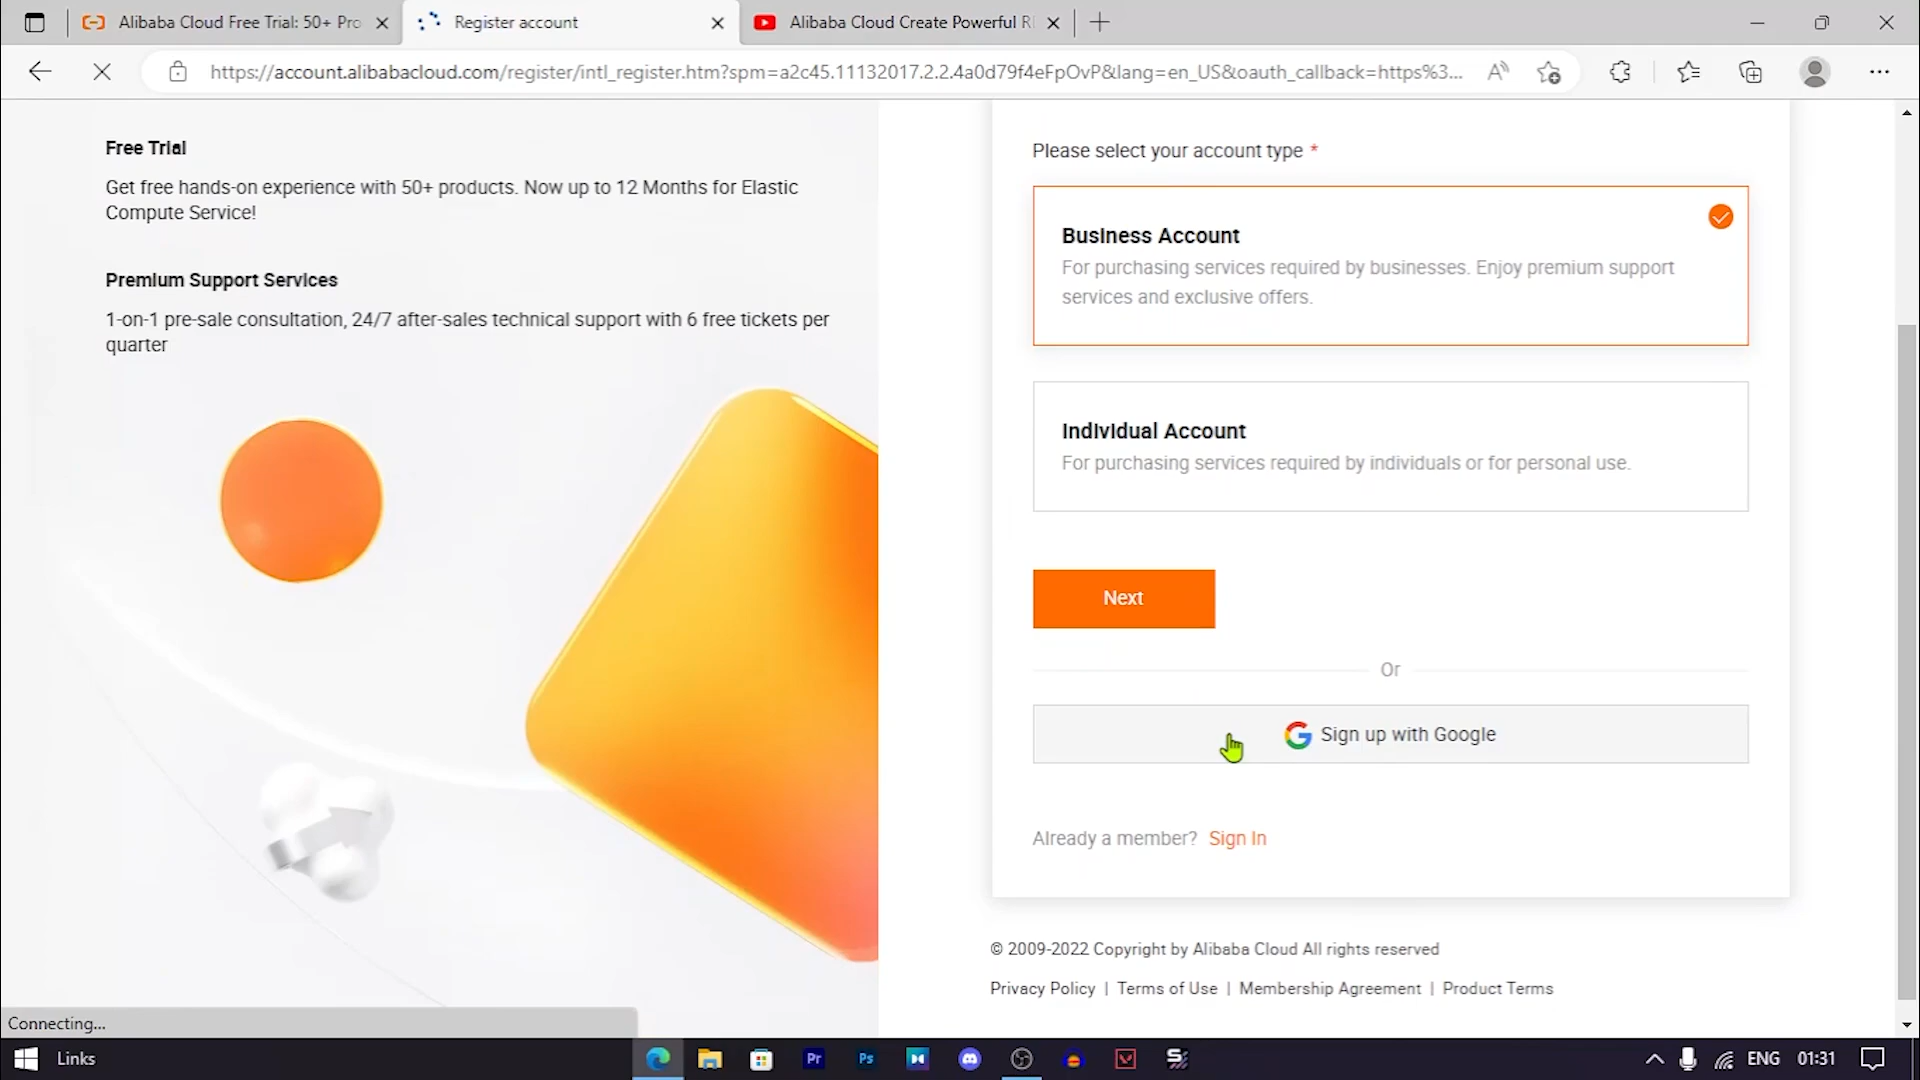 Alibaba Cloud Free Trial: 50+ Pro
Register account
Alibaba Cloud Create Powerful R
https://account.alibabacloud.com/register/intl_register.htm?spm=a2c45.11132017.2.2.4a0d79f4eFpOvP&lang=en_US&oauth_callback=https%3...
Free Trial
Get free hands-on experience with 50+ products. Now up to 12 Months for Elastic
Compute Service!
Premium Support Services
1-on-1 pre-sale consultation, 24/7 after-sales technical support with 6 free tickets per
quarter
Please select your account type *
Business Account
For purchasing services required by businesses. Enjoy premium support
services and exclusive offers.
Individual Account
For purchasing services required by individuals or for personal use.
Next
Or
Sign up with Google
Already a member? Sign In
© 2009-2022 Copyright by Alibaba Cloud All rights reserved
Privacy Policy | Terms of Use | Membership Agreement | Product Terms
Connecting...
Links
Pr
Ps
ENG
01:31